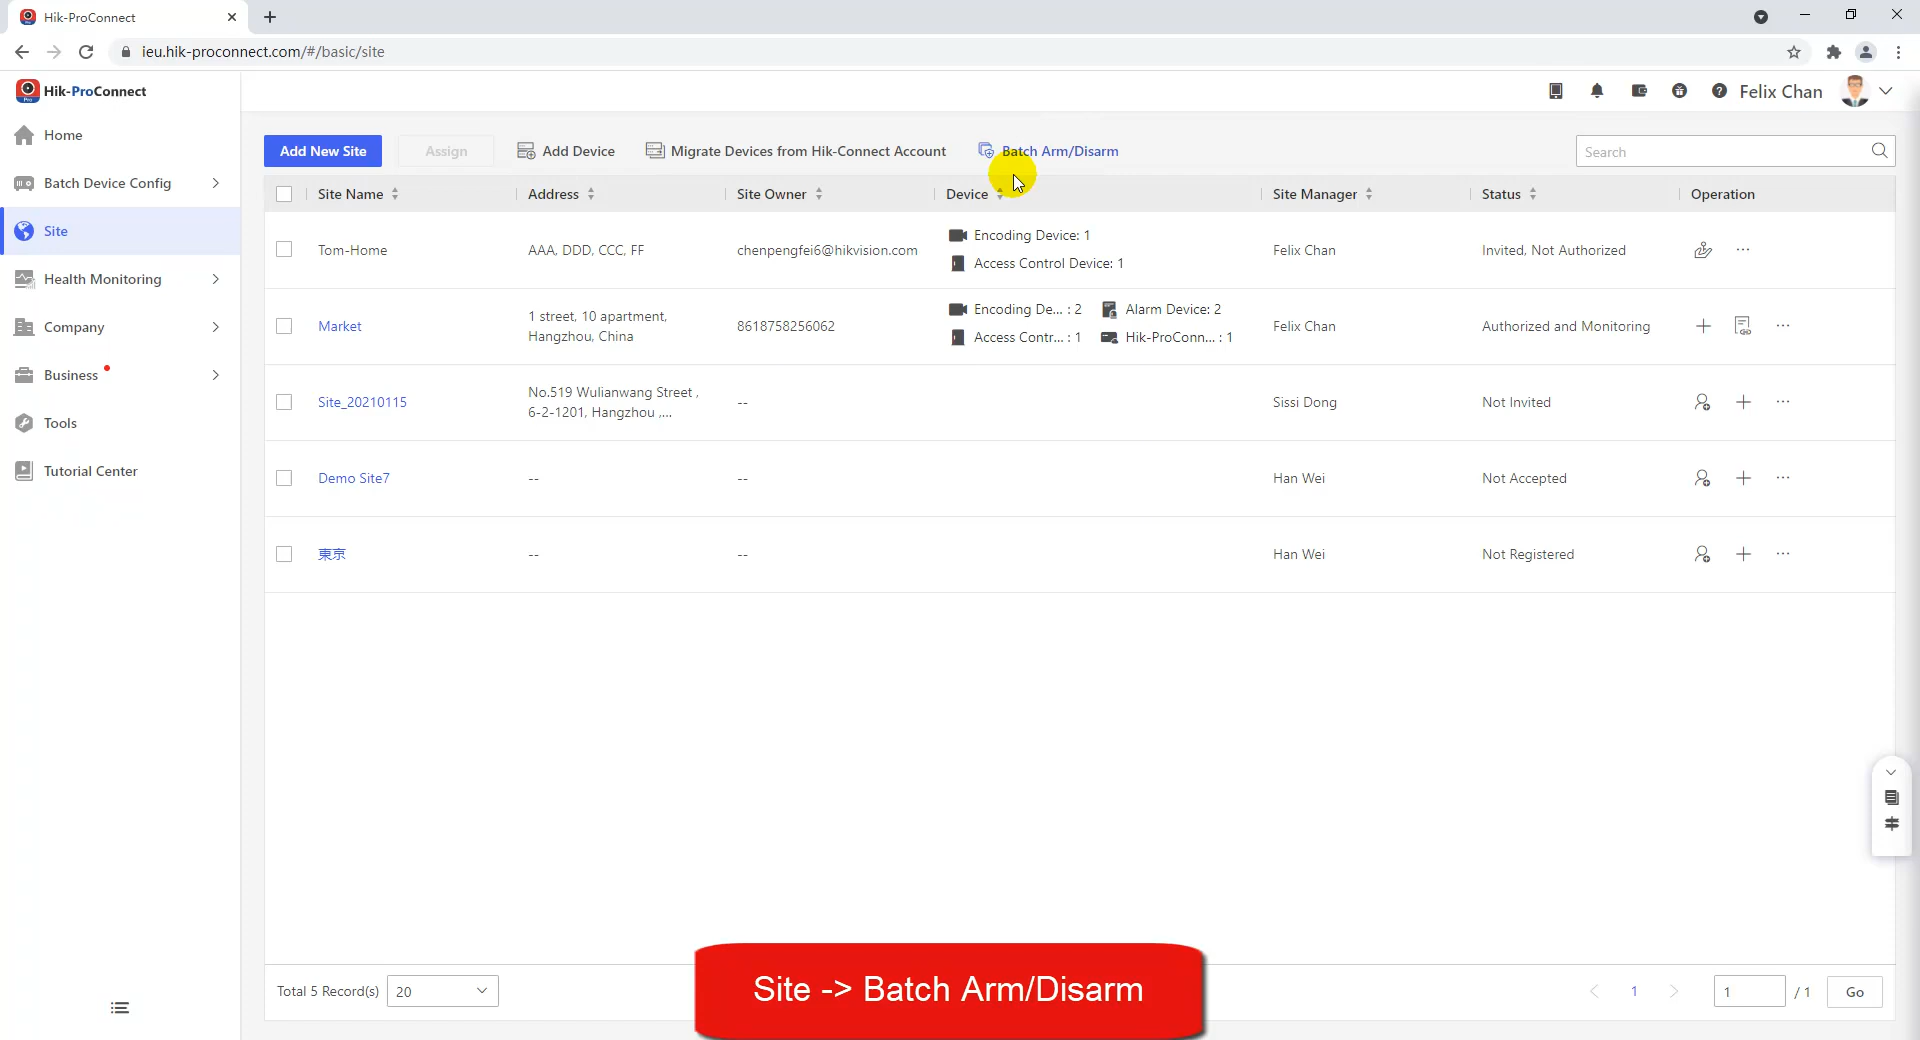 Hik-ProConnect
ieu.hik-proconnect.com/#/basic/site
Hik-ProConnect
Felix Chan
Home
Batch Device Config
Site
Health Monitoring
Company
Business
Tools
Tutorial Center
Add New Site Assign Add Device Migrate Devices from Hik-Connect Account Batch Arm/Disarm Search
Site Name Address Site Owner Device Site Manager Status Operation
Tom-Home AAA, DDD, CCC, FF chenpengfei6@hikvision.com Encoding Device: 1 Felix Chan Invited, Not Authorized
Access Control Device: 1
Market 1 street, 10 apartment, 8618758256062 Encoding De... : 2 Alarm Device: 2 Felix Chan Authorized and Monitoring
Hangzhou, China Access Contr... : 1 Hik-ProConn... : 1
Site_20210115 No.519 Wulianwang Street , -- Sissi Dong Not Invited
6-2-1201, Hangzhou ,...
Demo Site7 -- -- Han Wei Not Accepted
東京 -- -- Han Wei Not Registered
Total 5 Record(s) 20 1 1 / 1 Go
Site -> Batch Arm/Disarm